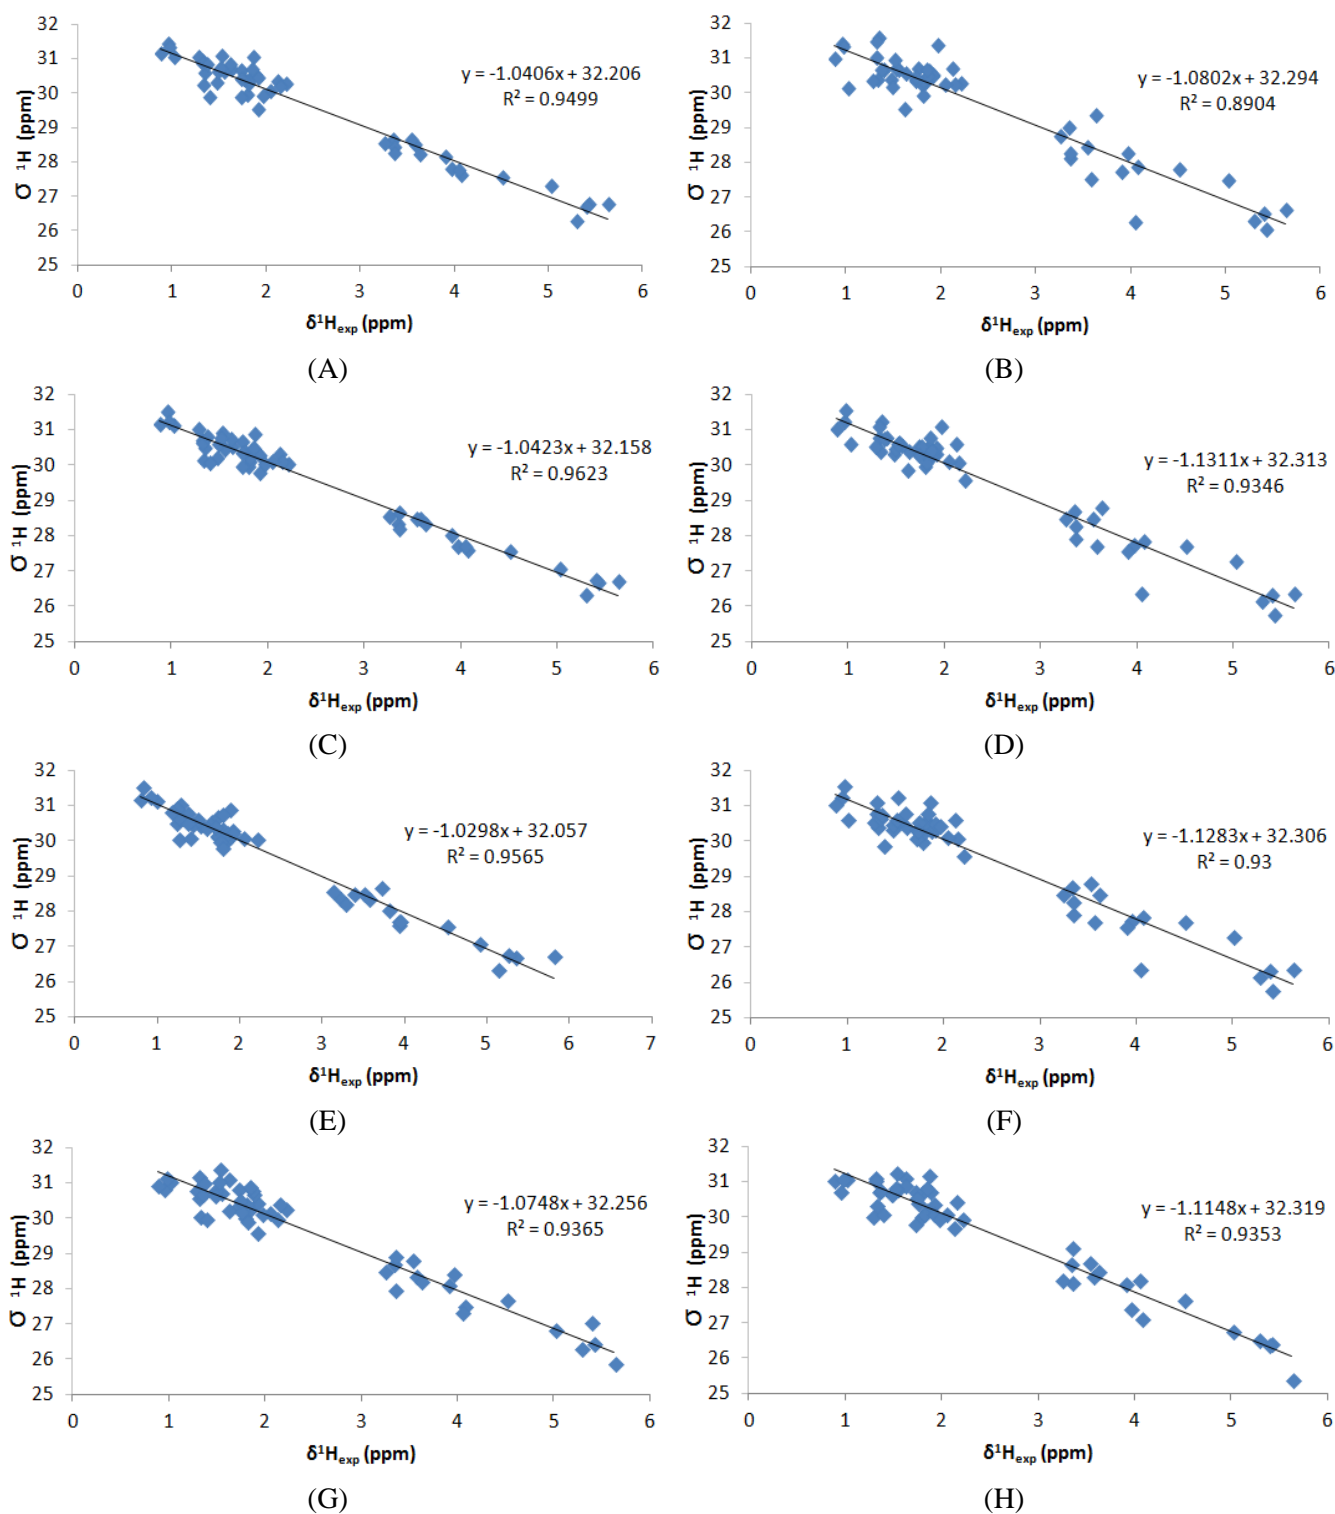 32
31
30
29
28
27
26
25
σ ¹H (ppm)
y = -1.0406x + 32.206
R² = 0.9499
0 1 2 3 4 5 6
δ¹Hexp (ppm)
(A)
32
31
30
29
28
27
26
25
σ ¹H (ppm)
y = -1.0802x + 32.294
R² = 0.8904
0 1 2 3 4 5 6
δ¹Hexp (ppm)
(B)
32
31
30
29
28
27
26
25
σ ¹H (ppm)
y = -1.0423x + 32.158
R² = 0.9623
0 1 2 3 4 5 6
δ¹Hexp (ppm)
(C)
32
31
30
29
28
27
26
25
σ ¹H (ppm)
y = -1.1311x + 32.313
R² = 0.9346
0 1 2 3 4 5 6
δ¹Hexp (ppm)
(D)
32
31
30
29
28
27
26
25
σ ¹H (ppm)
y = -1.0298x + 32.057
R² = 0.9565
0 1 2 3 4 5 6 7
δ¹Hexp (ppm)
(E)
32
31
30
29
28
27
26
25
σ ¹H (ppm)
y = -1.1283x + 32.306
R² = 0.93
0 1 2 3 4 5 6
δ¹Hexp (ppm)
(F)
32
31
30
29
28
27
26
25
σ ¹H (ppm)
y = -1.0748x + 32.256
R² = 0.9365
0 1 2 3 4 5 6
δ¹Hexp (ppm)
(G)
32
31
30
29
28
27
26
25
σ ¹H (ppm)
y = -1.1148x + 32.319
R² = 0.9353
0 1 2 3 4 5 6
δ¹Hexp (ppm)
(H)